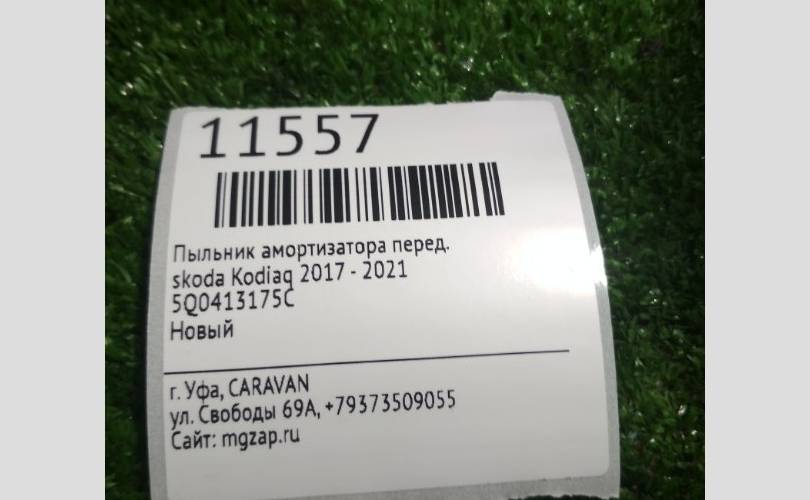 11557
Пыльник амортизатора перед.
skoda Kodiaq 2017 - 2021
5Q0413175C
Новый
г. Уфа, CARAVAN
ул. Свободы 69А, +79373509055
Сайт: mgzap.ru